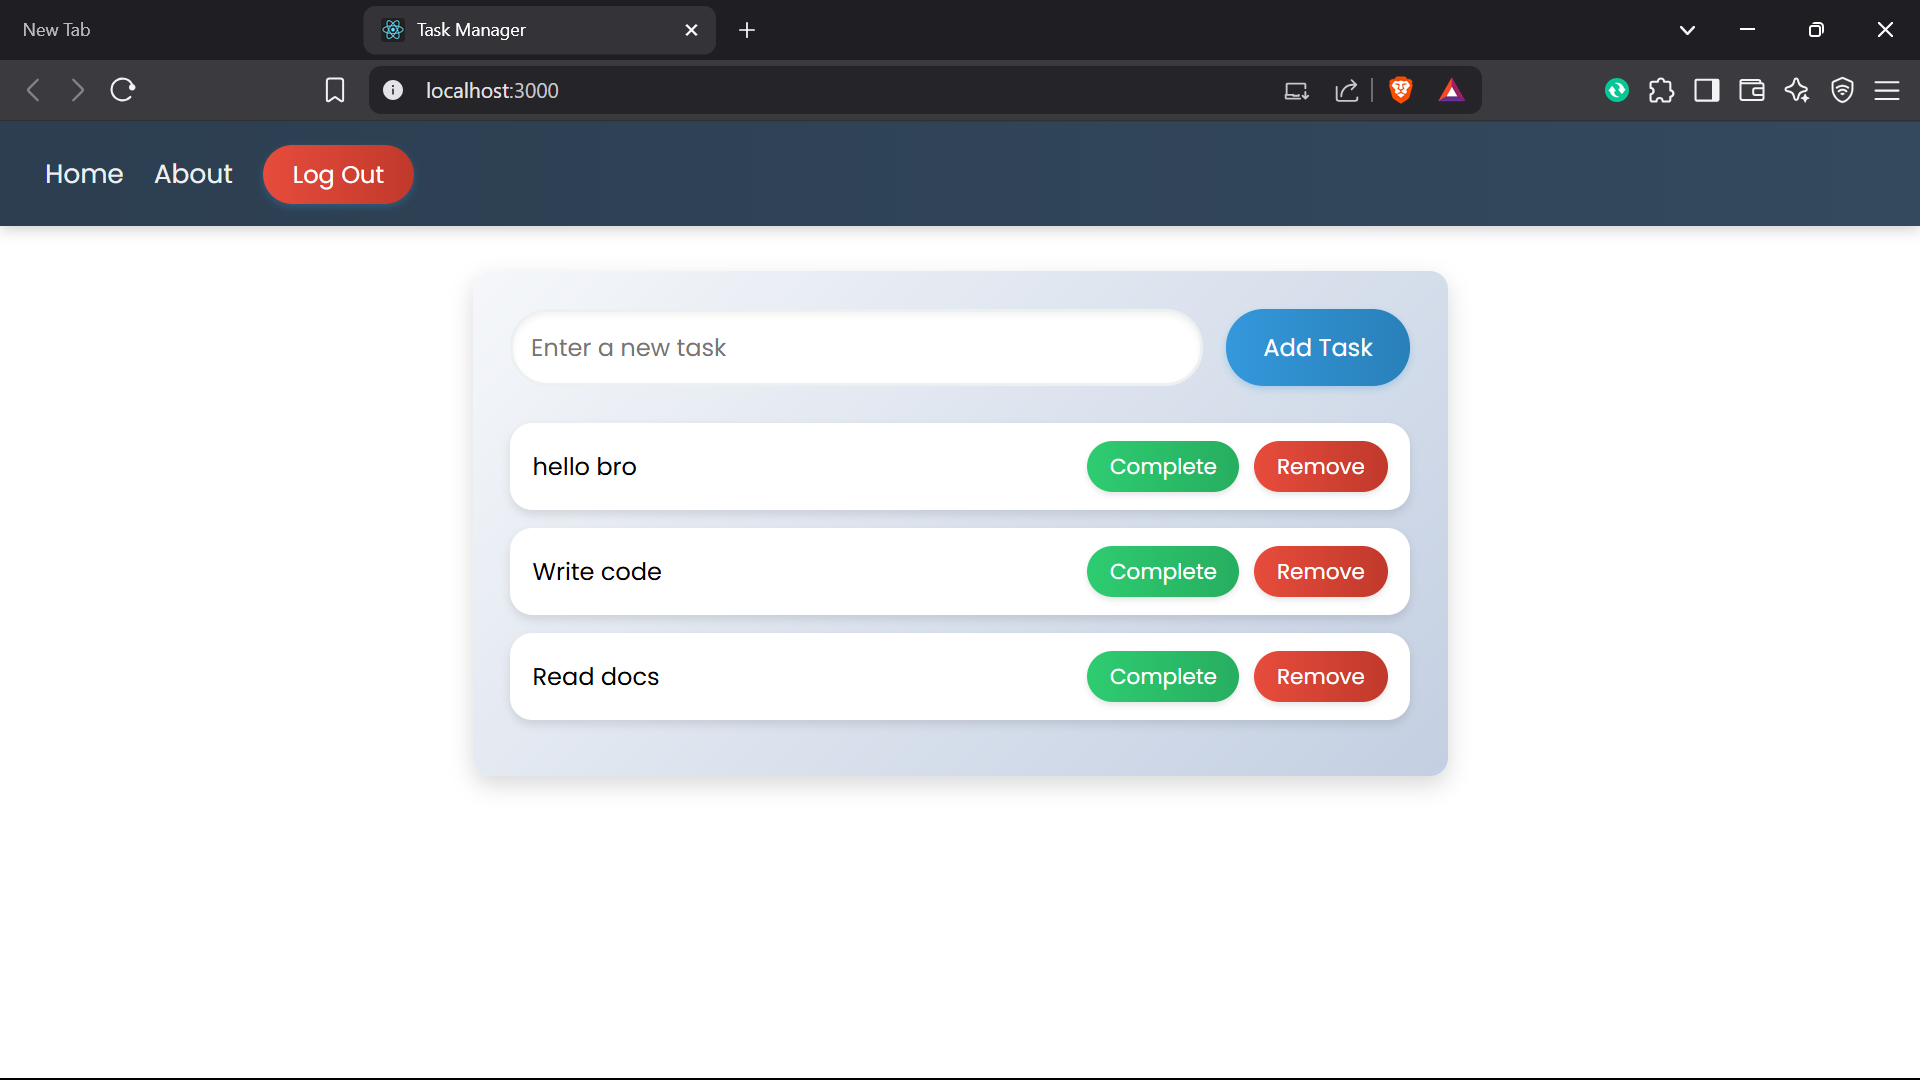 New Tab
Task Manager
localhost:3000
Home About Log Out
Enter a new task Add Task
hello bro Complete Remove
Write code Complete Remove
Read docs Complete Remove